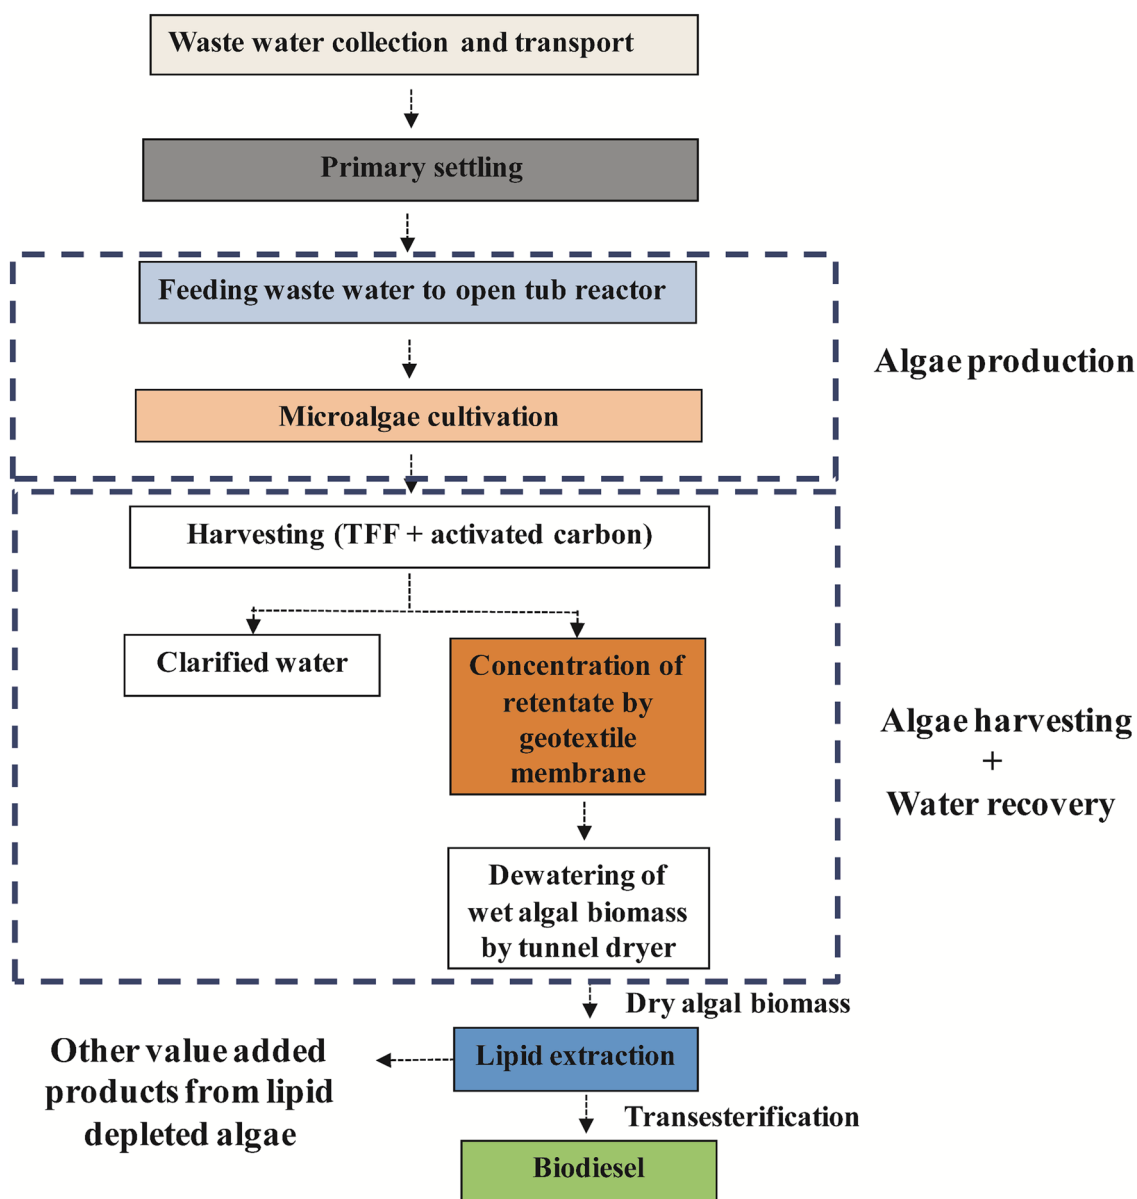 Waste water collection and transport
Primary settling
Feeding waste water to open tub reactor
Microalgae cultivation
Algae production
Harvesting (TFF + activated carbon)
Clarified water
Concentration of
retentate by
geotextile
membrane
Dewatering of
wet algal biomass
by tunnel dryer
Algae harvesting
+
Water recovery
Dry algal biomass
Lipid extraction
Other value added
products from lipid
depleted algae
Transesterification
Biodiesel